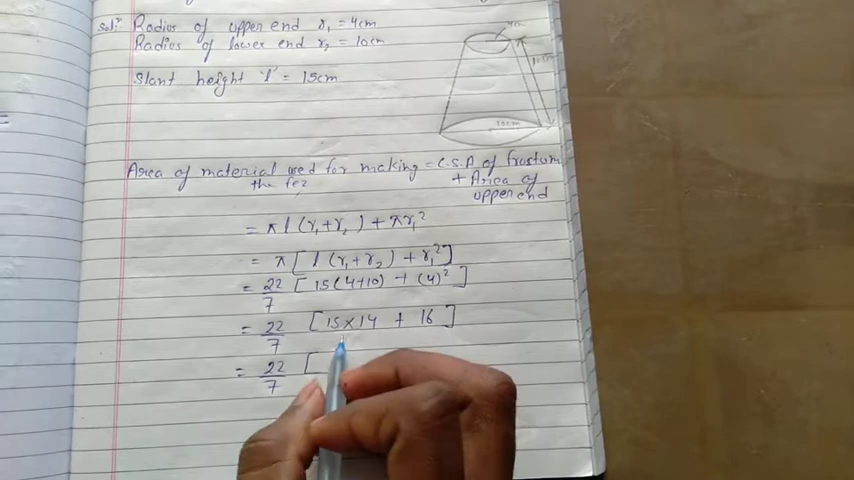 Sol:- Radius of upper end r₁ = 4cm
Radius of lower end r₂ = 10cm
Slant height 'l' = 15cm
4cm
10cm
Area of material used for making = C.S.A of frustum
the fez + Area of
upper end
= π l (r₁+r₂) + πr₁²
= π [ l (r₁+r₂) + r₁² ]
= 22/7 [ 15(4+10) + (4)² ]
= 22/7 [ 15×14 + 16 ]
= 22/7 [